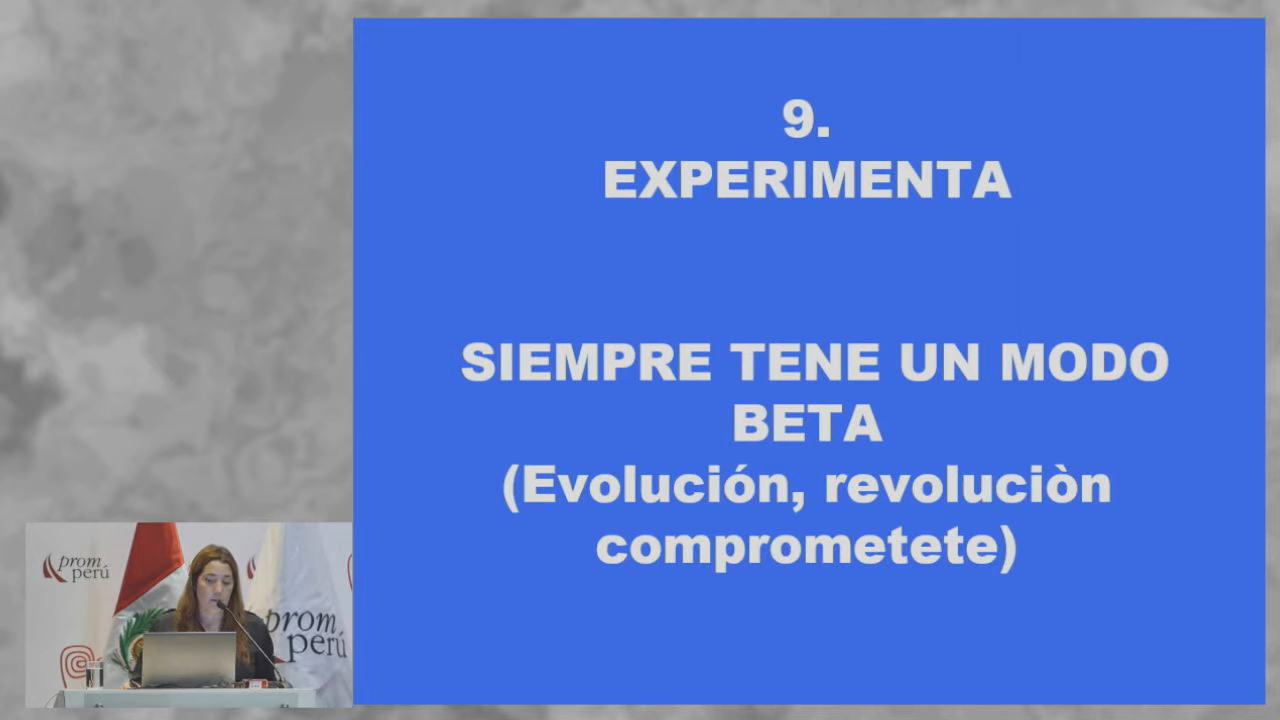 9.
EXPERIMENTA
SIEMPRE TENE UN MODO
BETA
(Evolución, revoluciòn
comprometete)
prom
perú
prom
perú